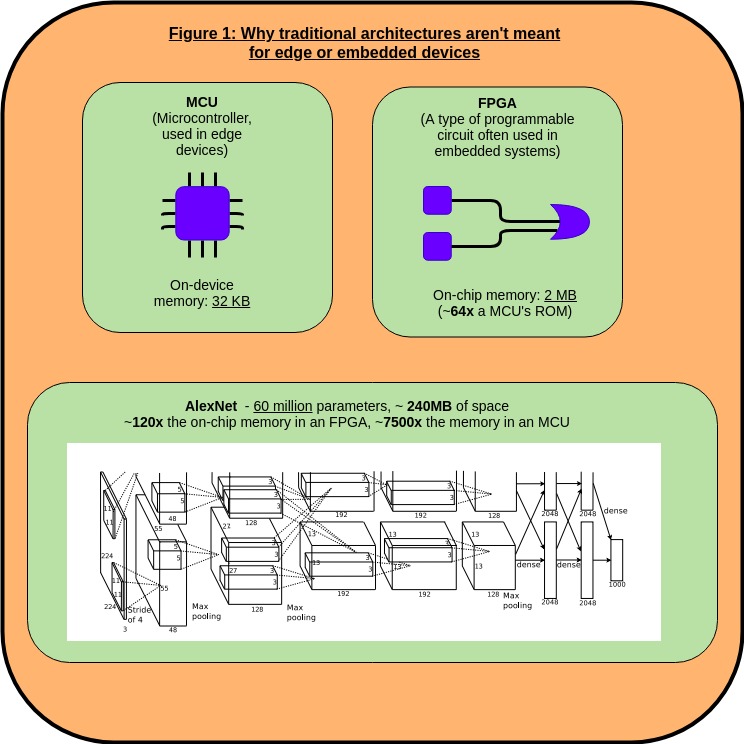 Figure 1: Why traditional architectures aren't meant
for edge or embedded devices
MCU
(Microcontroller,
used in edge
devices)
On-device
memory: 32 KB
FPGA
(A type of programmable
circuit often used in
embedded systems)
On-chip memory: 2 MB
(~64x a MCU's ROM)
AlexNet - 60 million parameters, ~ 240MB of space
~120x the on-chip memory in an FPGA, ~7500x the memory in an MCU
11
11
224
11
11
224
3
Stride
of 4
5
5
48
55
5
5
55
48
Max
pooling
3
3
27
128
3
3
27
3
3
128
Max
pooling
3
3
192
13
3
3
13
192
3
3
192
13
3
3
13
192
128
13
13
128
Max
pooling
dense
2048
dense
2048
2048
2048
dense
1000